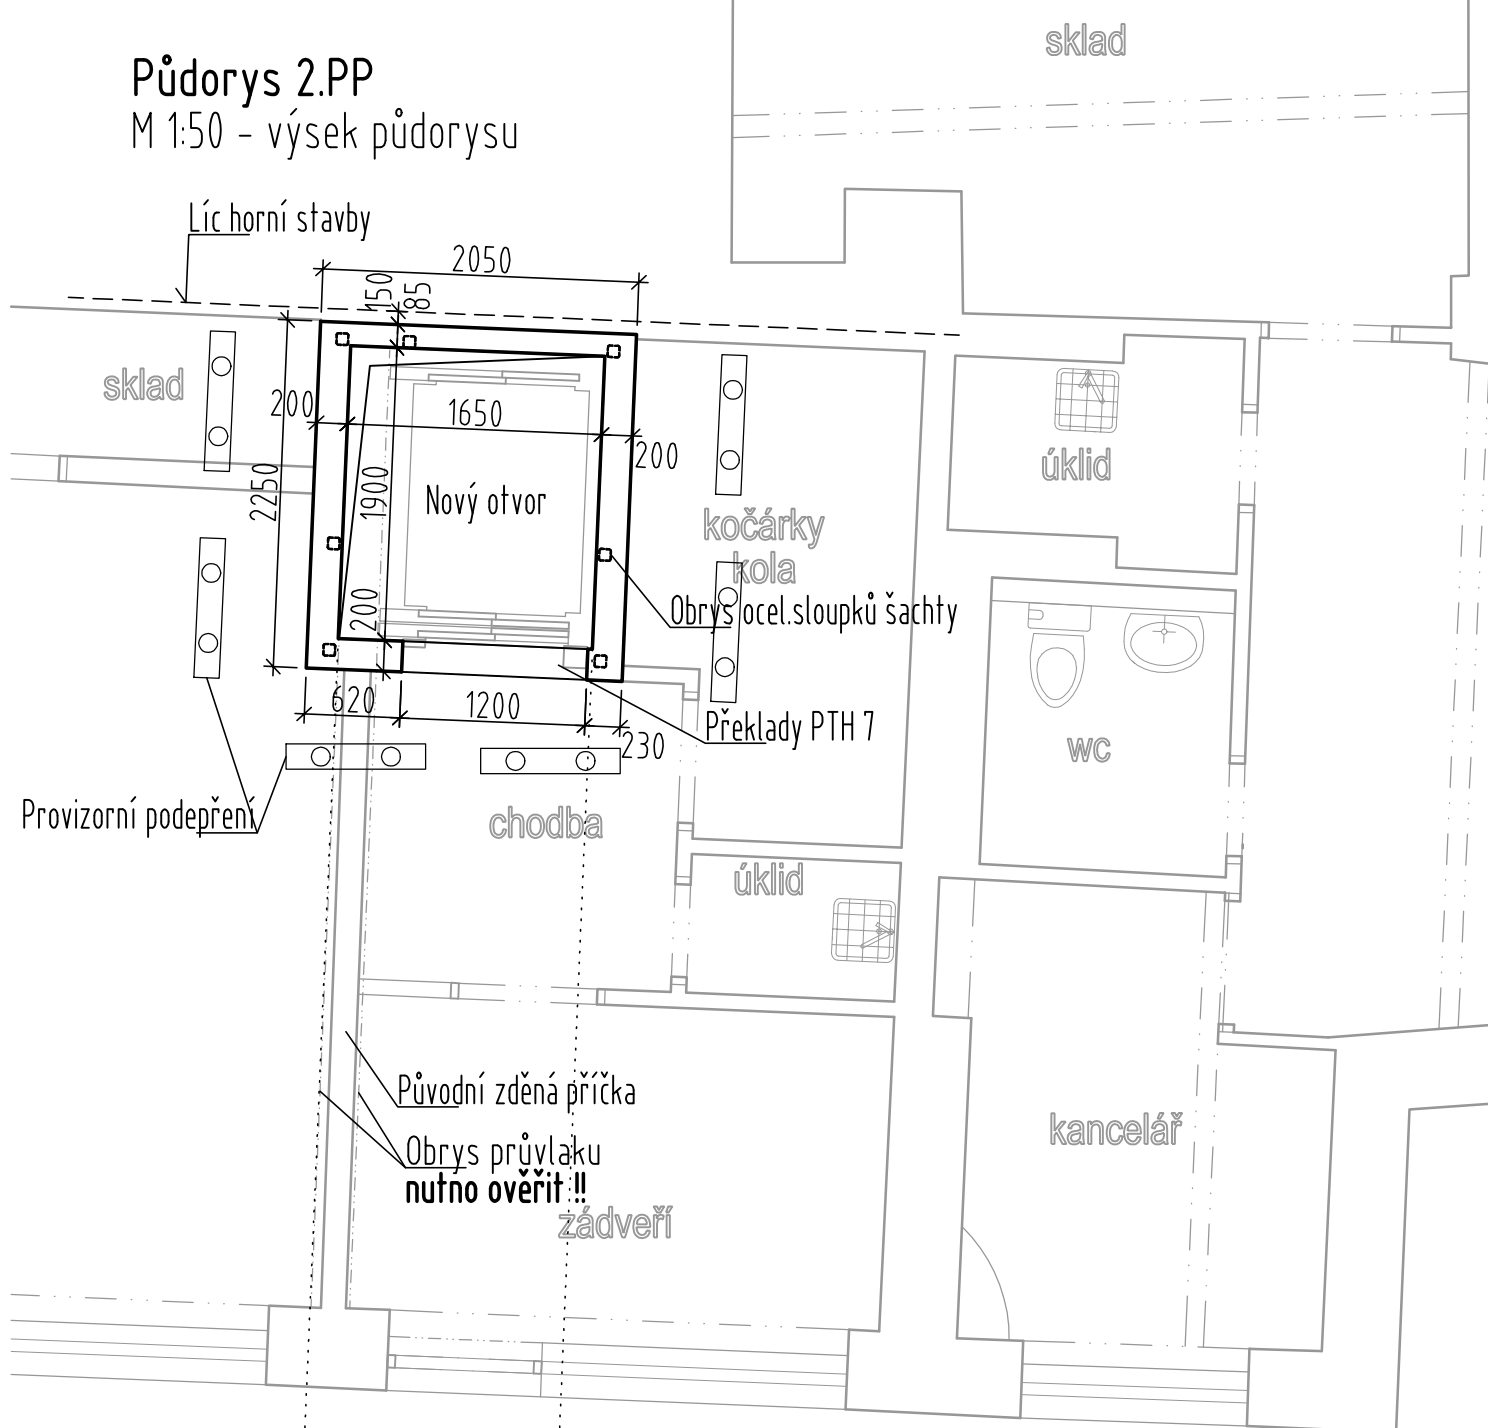 sklad
Půdorys 2.PP
M 1:50 - výsek půdorysu
Líc horní stavby
2050
150
85
sklad
200
1650
200
úklid
2250
1900
Nový otvor
kočárky
kola
200
Obrys ocel.sloupků šachty
620
1200
230
Překlady PTH 7
wc
Provizorní podepření
chodba
úklid
Původní zděná příčka
Obrys průvlaku
nutno ověřit !!
kancelář
zádveří